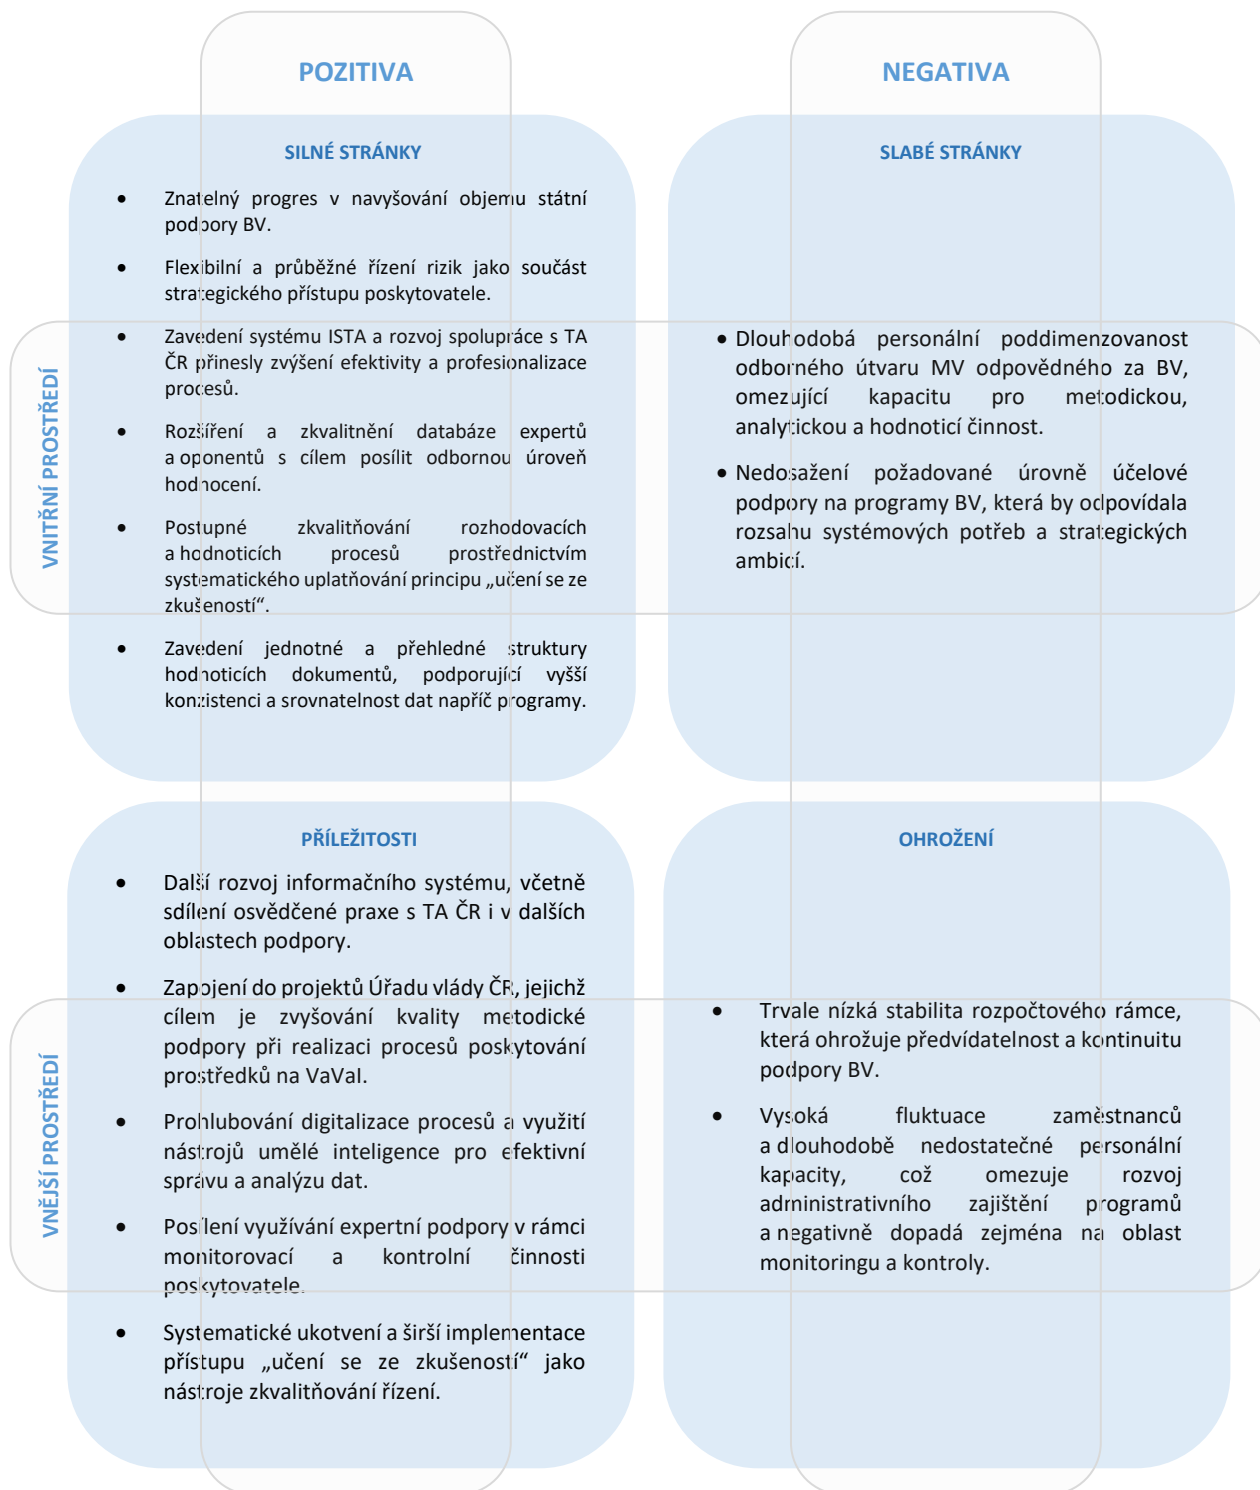 POZITIVA
NEGATIVA
VNITŘNÍ PROSTŘEDÍ
SILNÉ STRÁNKY
• Znatelný progres v navyšování objemu státní
podpory BV.
• Flexibilní a průběžné řízení rizik jako součást
strategického přístupu poskytovatele.
• Zavedení systému ISTA a rozvoj spolupráce s TA
ČR přinesly zvýšení efektivity a profesionalizace
procesů.
• Rozšíření a zkvalitnění databáze expertů
a oponentů s cílem posílit odbornou úroveň
hodnocení.
• Postupné zkvalitňování rozhodovacích
a hodnoticích procesů prostřednictvím
systematického uplatňování principu „učení se ze
zkušeností“.
• Zavedení jednotné a přehledné struktury
hodnoticích dokumentů, podporující vyšší
konzistenci a srovnatelnost dat napříč programy.
SLABÉ STRÁNKY
• Dlouhodobá personální poddimenzovanost
odborného útvaru MV odpovědného za BV,
omezující kapacitu pro metodickou,
analytickou a hodnoticí činnost.
• Nedosažení požadované úrovně účelové
podpory na programy BV, která by odpovídala
rozsahu systémových potřeb a strategických
ambicí.
VNĚJŠÍ PROSTŘEDÍ
PŘÍLEŽITOSTI
• Další rozvoj informačního systému, včetně
sdílení osvědčené praxe s TA ČR i v dalších
oblastech podpory.
• Zapojení do projektů Úřadu vlády ČR, jejichž
cílem je zvyšování kvality metodické
podpory při realizaci procesů poskytování
prostředků na VaVaI.
• Prohlubování digitalizace procesů a využití
nástrojů umělé inteligence pro efektivní
správu a analýzu dat.
• Posílení využívání expertní podpory v rámci
monitorovací a kontrolní činnosti
poskytovatele.
• Systematické ukotvení a širší implementace
přístupu „učení se ze zkušeností“ jako
nástroje zkvalitňování řízení.
OHROŽENÍ
• Trvale nízká stabilita rozpočtového rámce,
která ohrožuje předvídatelnost a kontinuitu
podpory BV.
• Vysoká fluktuace zaměstnanců
a dlouhodobě nedostatečné personální
kapacity, což omezuje rozvoj
administrativního zajištění programů
a negativně dopadá zejména na oblast
monitoringu a kontroly.